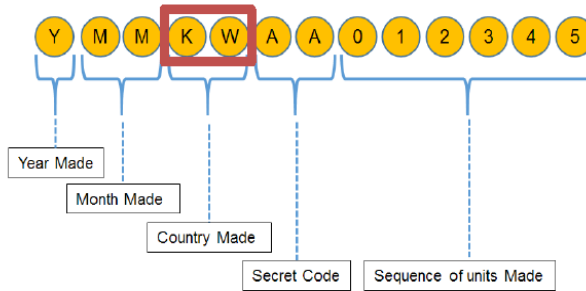 Y M M K W A A 0 1 2 3 4 5
Year Made
Month Made
Country Made
Secret Code
Sequence of units Made